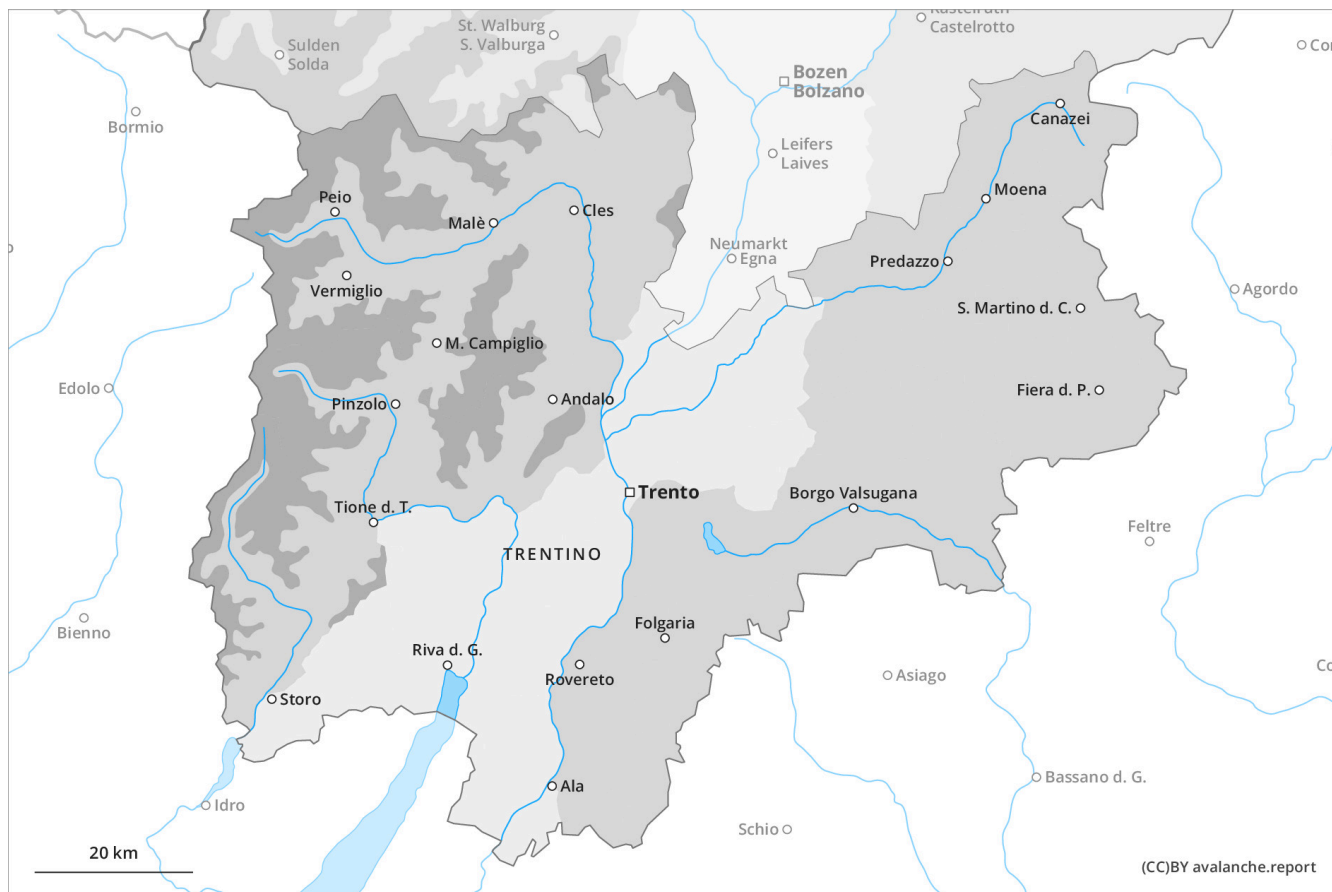 Kastelruth
Castelrotto
St. Walburg
S. Valburga
Sulden
Solda
Bozen
Bolzano
Bormio
Canazei
Leifers
Laives
Peio
Moena
Malè
Cles
Neumarkt
Egna
Predazzo
Vermiglio
Agordo
S. Martino d. C.
M. Campiglio
Edolo
Fiera d. P.
Pinzolo
Andalo
Trento
Borgo Valsugana
Tione d. T.
Feltre
TRENTINO
Bienno
Folgaria
Riva d. G.
Rovereto
Asiago
Storo
Bassano d. G.
Ala
Idro
Schio
20 km
(CC)BY avalanche.report